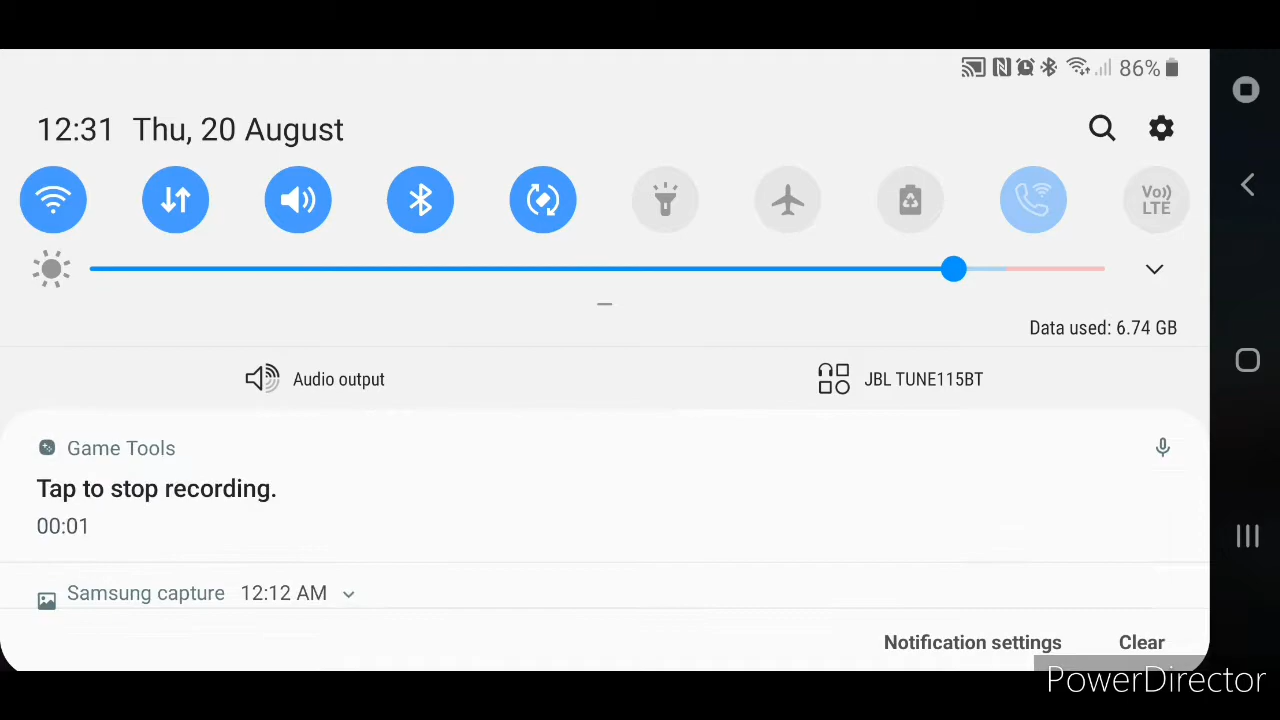 86%
12:31 Thu, 20 August
Vo))
LTE
Data used: 6.74 GB
Audio output
JBL TUNE115BT
Game Tools
Tap to stop recording.
00:01
Samsung capture 12:12 AM
Notification settings
Clear
PowerDirector